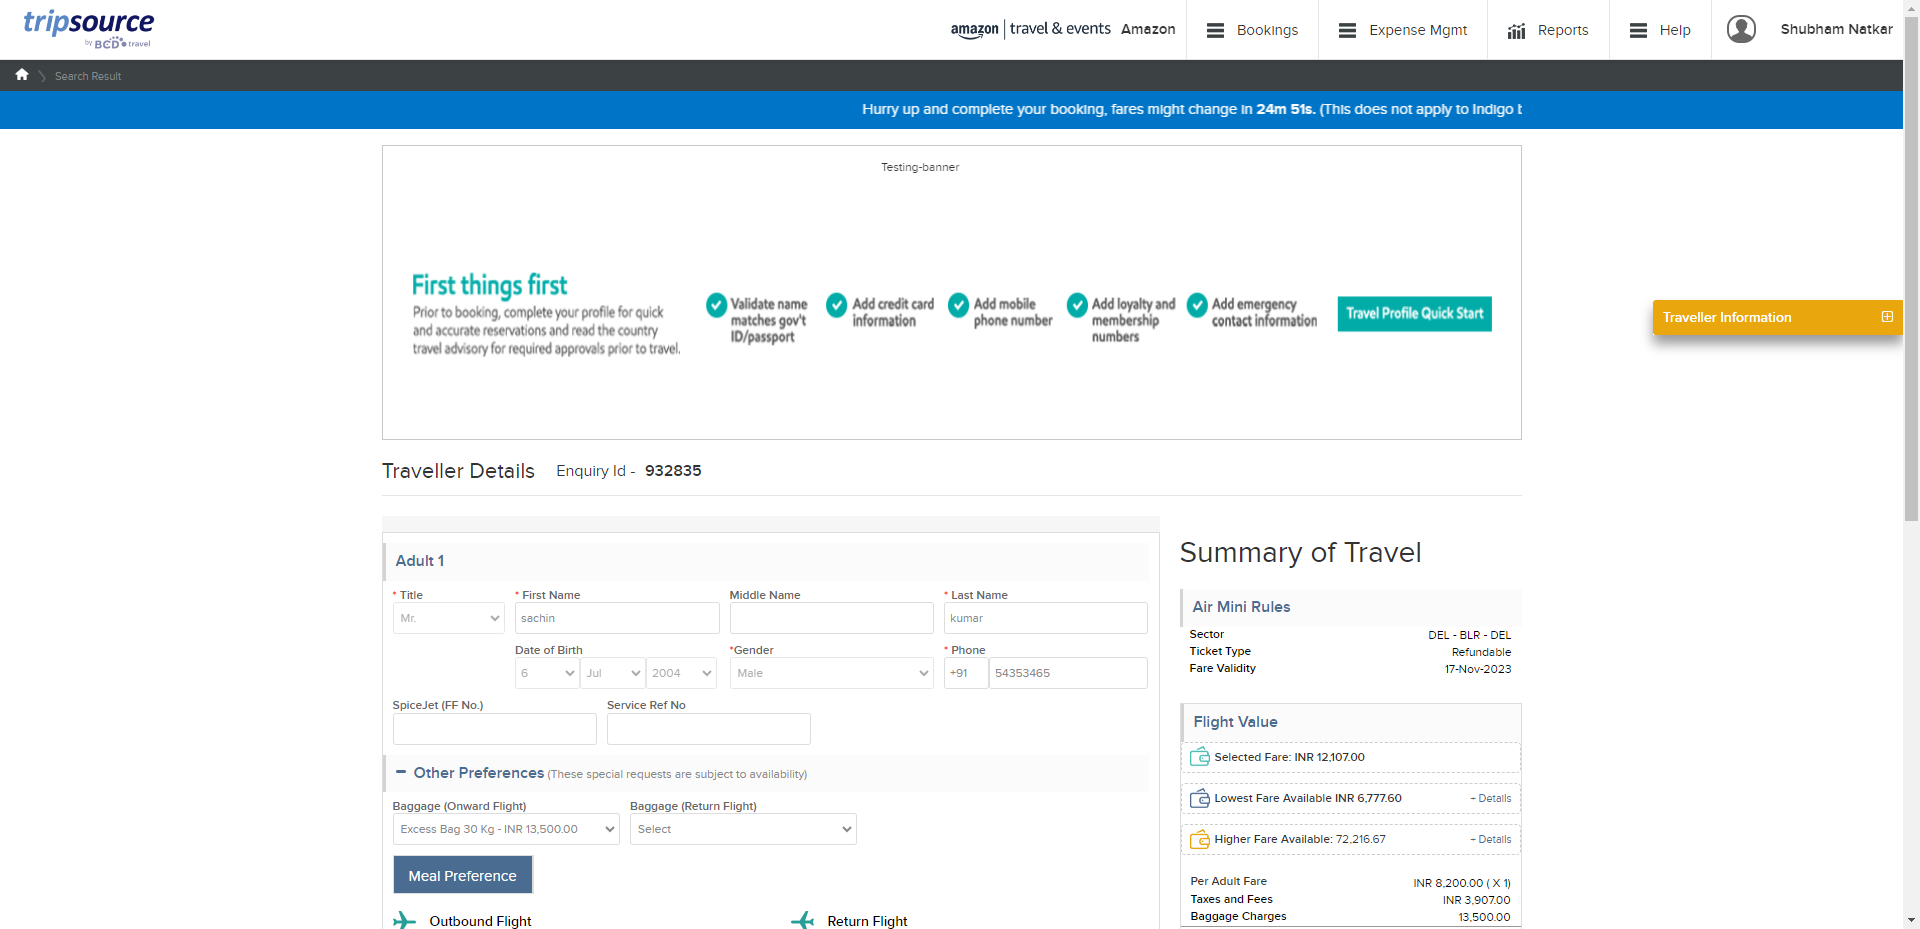 tripsource
by BCD travel
amazon | travel & events Amazon
Bookings
Expense Mgmt
Reports
Help
Shubham Natkar
Search Result
Hurry up and complete your booking, fares might change in 24m 51s. (This does not apply to Indigo b
Testing-banner
First things first
Prior to booking, complete your profile for quick
and accurate reservations and read the country
travel advisory for required approvals prior to travel.
Validate name
matches gov't
ID/passport
Add credit card
information
Add mobile
phone number
Add loyalty and
membership
numbers
Add emergency
contact information
Travel Profile Quick Start
Traveller Information
Traveller Details Enquiry Id - 932835
Adult 1
* Title
Mr.
* First Name
sachin
Middle Name
* Last Name
kumar
Date of Birth
6 Jul 2004
*Gender
Male
* Phone
+91 54353465
SpiceJet (FF No.)
Service Ref No
Other Preferences (These special requests are subject to availability)
Baggage (Onward Flight)
Excess Bag 30 Kg - INR 13,500.00
Baggage (Return Flight)
Select
Meal Preference
Outbound Flight
Return Flight
Summary of Travel
Air Mini Rules
Sector DEL - BLR - DEL
Ticket Type Refundable
Fare Validity 17-Nov-2023
Flight Value
Selected Fare: INR 12,107.00
Lowest Fare Available INR 6,777.60 + Details
Higher Fare Available: 72,216.67 + Details
Per Adult Fare INR 8,200.00 ( X 1)
Taxes and Fees INR 3,907.00
Baggage Charges 13,500.00